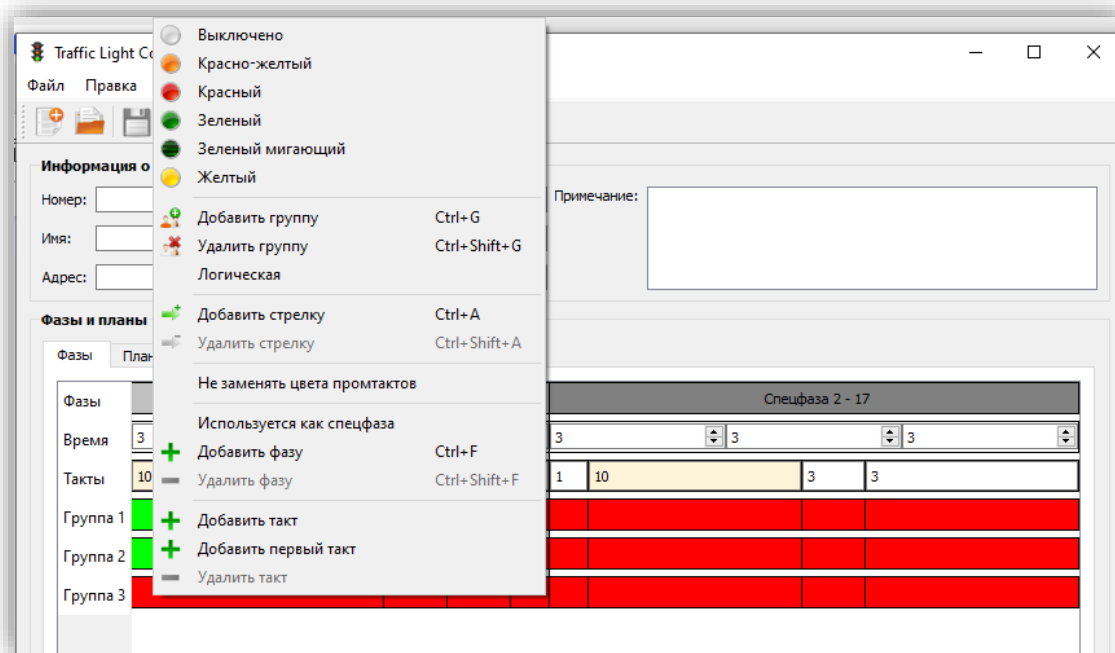 Traffic Light Co
Файл Правка
Информация о
Номер:
Имя:
Адрес:
Примечание:
Выключено
Красно-желтый
Красный
Зеленый
Зеленый мигающий
Желтый
Добавить группу Ctrl+G
Удалить группу Ctrl+Shift+G
Логическая
Добавить стрелку Ctrl+A
Удалить стрелку Ctrl+Shift+A
Не заменять цвета промтактов
Используется как спецфаза
Добавить фазу Ctrl+F
Удалить фазу Ctrl+Shift+F
Добавить такт
Добавить первый такт
Удалить такт
Фазы и планы
Фазы План
Фазы Спецфаза 2 - 17
Время 3 3 3 3
Такты 10 1 10 3 3
Группа 1
Группа 2
Группа 3